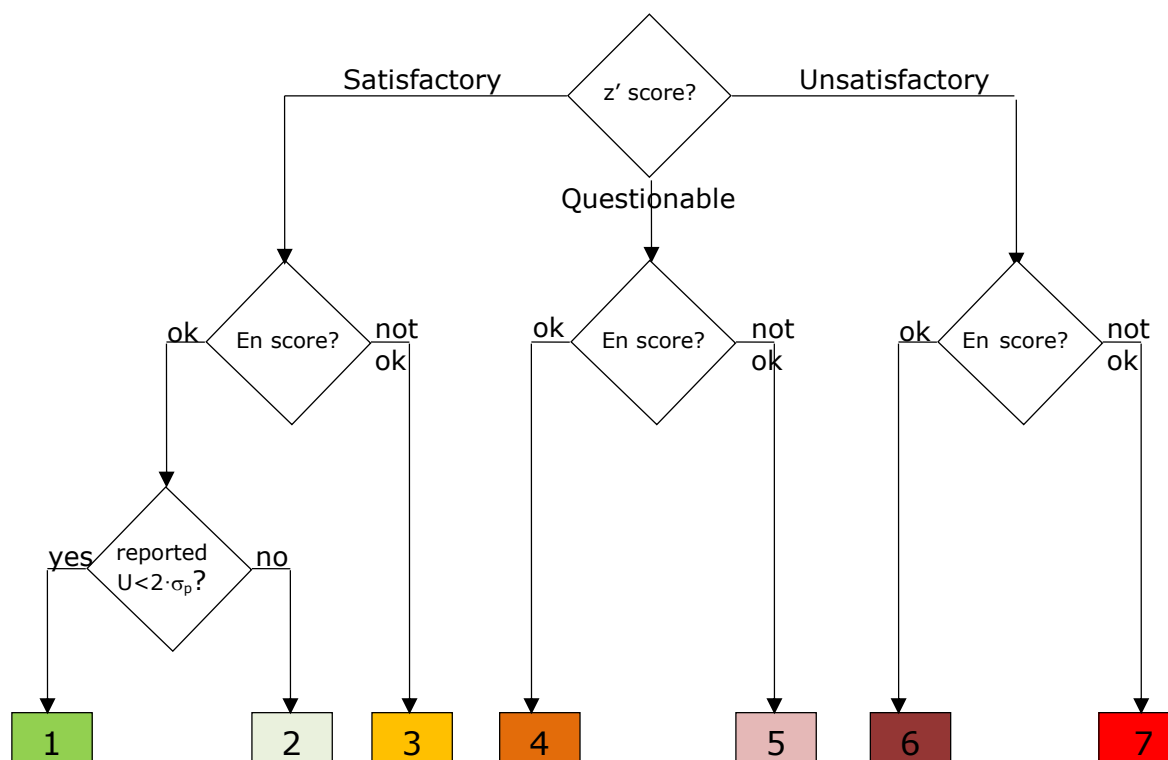 z' score?
Satisfactory
Unsatisfactory
Questionable
En score?
ok
not
ok
En score?
ok
not
ok
En score?
ok
not
ok
reported
U<2·σp?
yes
no
1
2
3
4
5
6
7